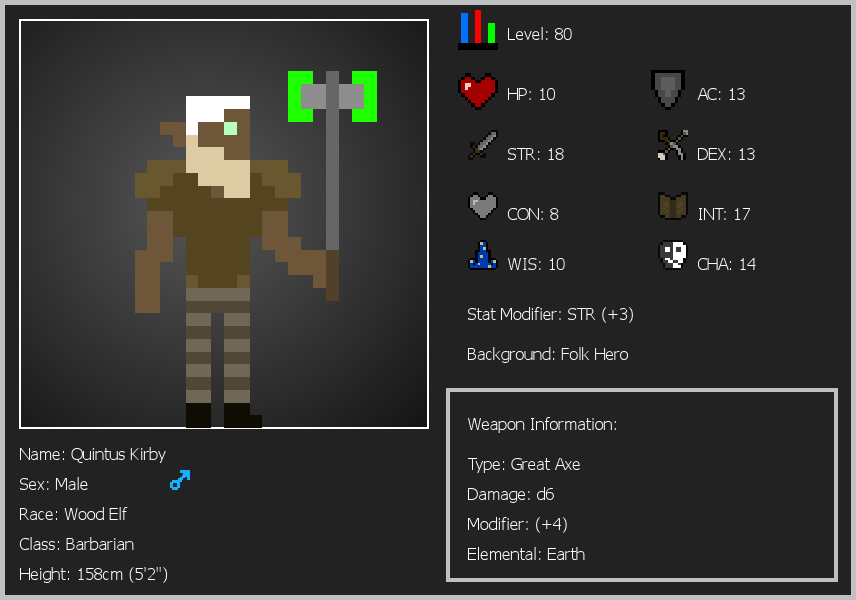 Level: 80
HP: 10
AC: 13
STR: 18
DEX: 13
CON: 8
INT: 17
WIS: 10
CHA: 14
Stat Modifier: STR (+3)
Background: Folk Hero
Weapon Information:
Type: Great Axe
Damage: d6
Modifier: (+4)
Elemental: Earth
Name: Quintus Kirby
Sex: Male
Race: Wood Elf
Class: Barbarian
Height: 158cm (5'2")